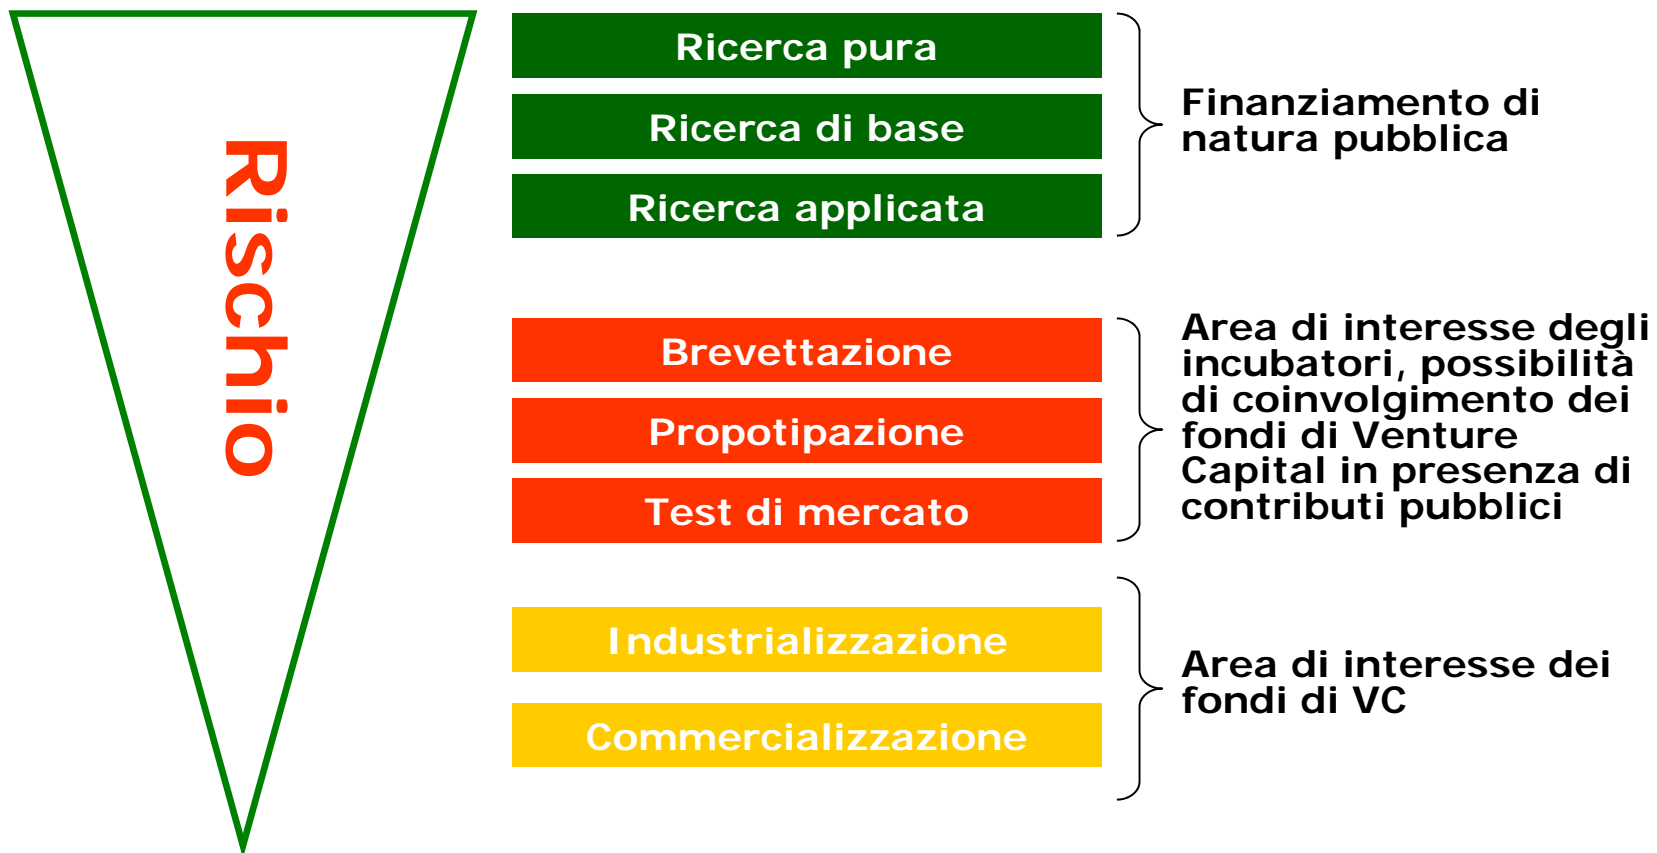 Rischio
Ricerca pura
Ricerca di base
Ricerca applicata
Finanziamento di
natura pubblica
Brevettazione
Propotipazione
Test di mercato
Area di interesse degli
incubatori, possibilità
di coinvolgimento dei
fondi di Venture
Capital in presenza di
contributi pubblici
Industrializzazione
Commercializzazione
Area di interesse dei
fondi di VC